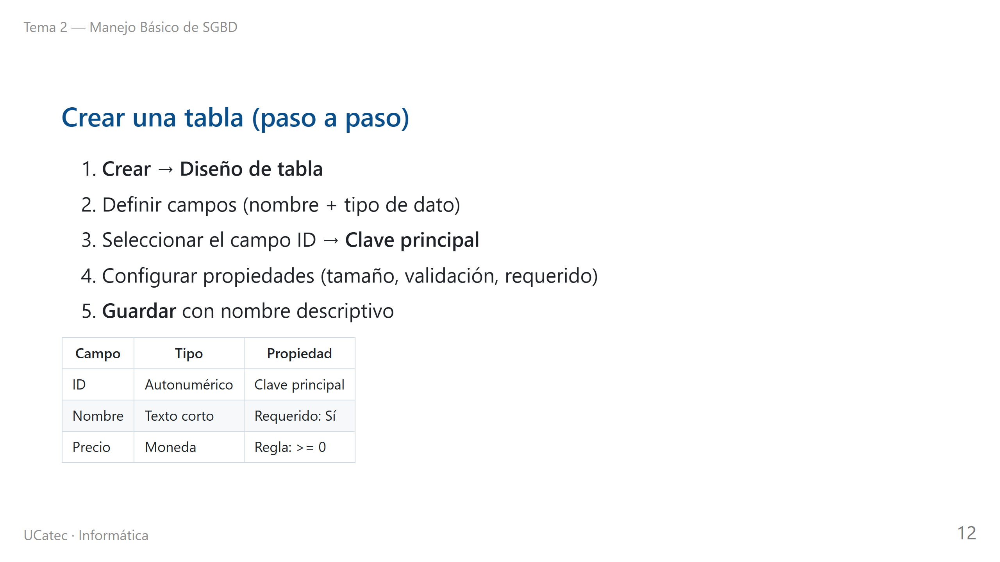 Tema 2 — Manejo Básico de SGBD
Crear una tabla (paso a paso)
1. Crear → Diseño de tabla
2. Definir campos (nombre + tipo de dato)
3. Seleccionar el campo ID → Clave principal
4. Configurar propiedades (tamaño, validación, requerido)
5. Guardar con nombre descriptivo
Campo Tipo Propiedad
ID Autonumérico Clave principal
Nombre Texto corto Requerido: Sí
Precio Moneda Regla: >= 0
UCatec · Informática
12